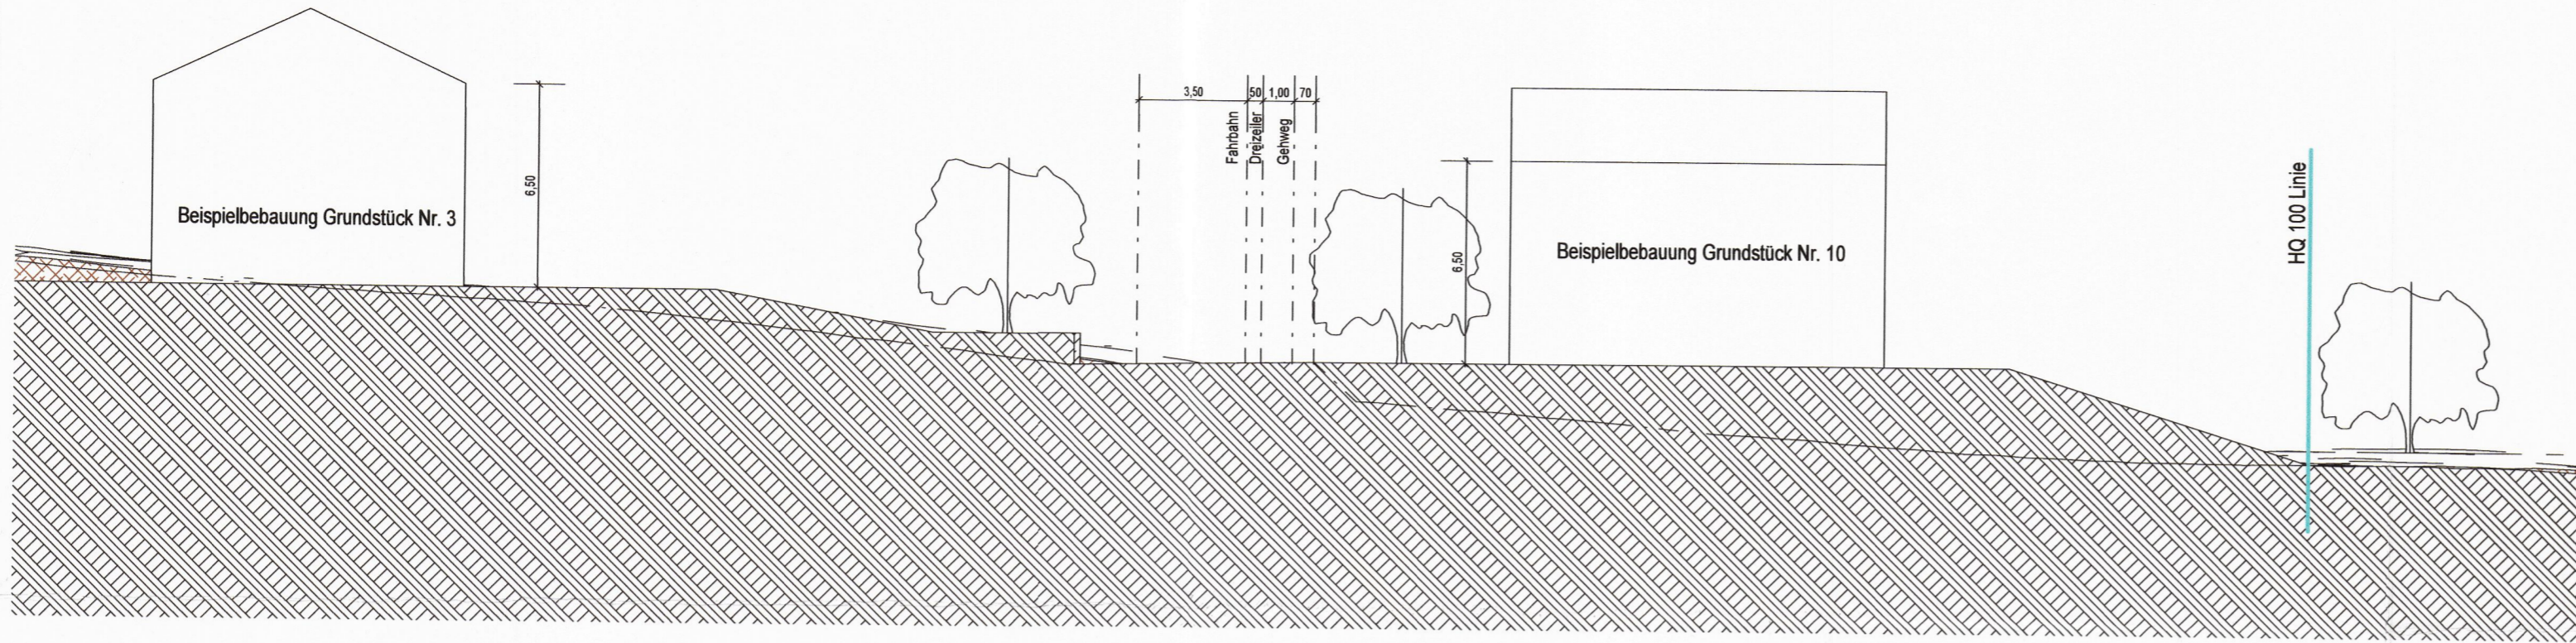 Beispielbebauung Grundstück Nr. 3
6,50
3,50 50 1,00 70
Fahrbahn
Dreizeiler
Gehweg
6,50
Beispielbebauung Grundstück Nr. 10
HQ 100 Linie